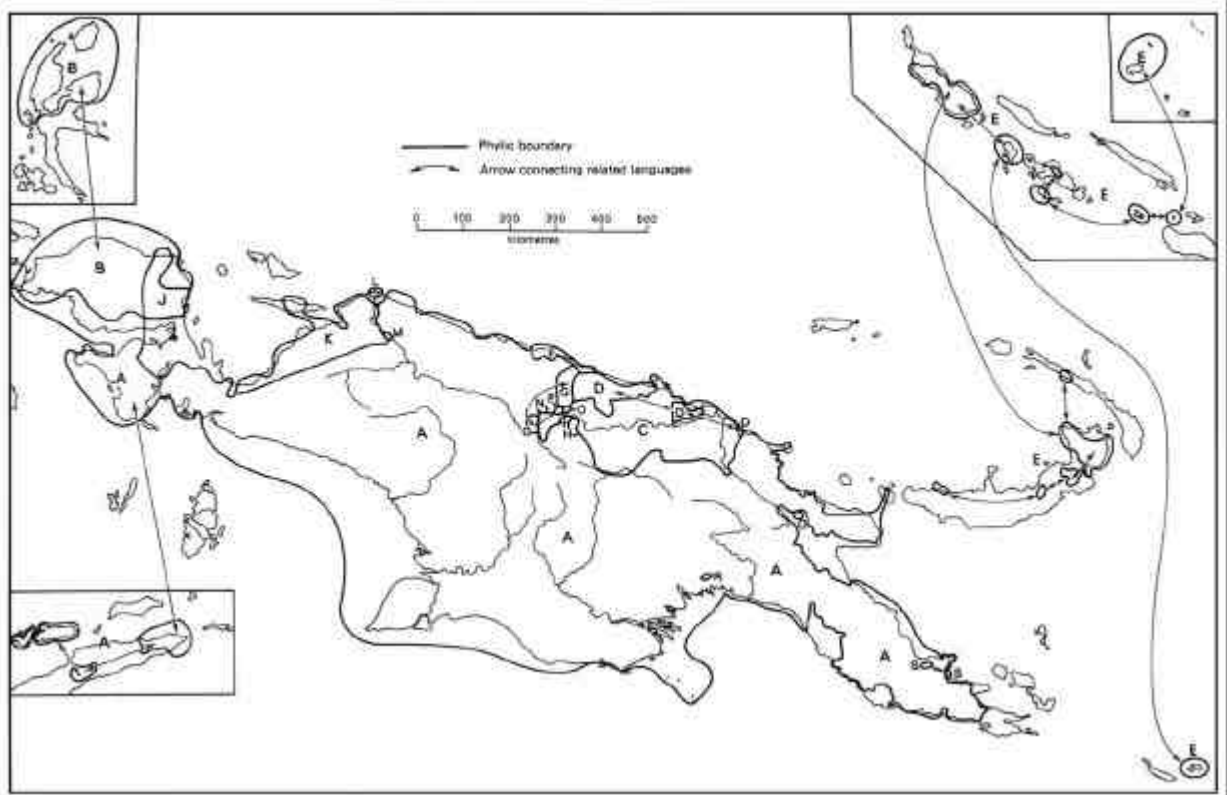 B
E
E
Phylic boundary
Arrow connecting related languages
0 100 200 300 400 500
kilometres
B
J
K
L
M
A
A
D
C
D
P
E
A
A
A
A
A
E